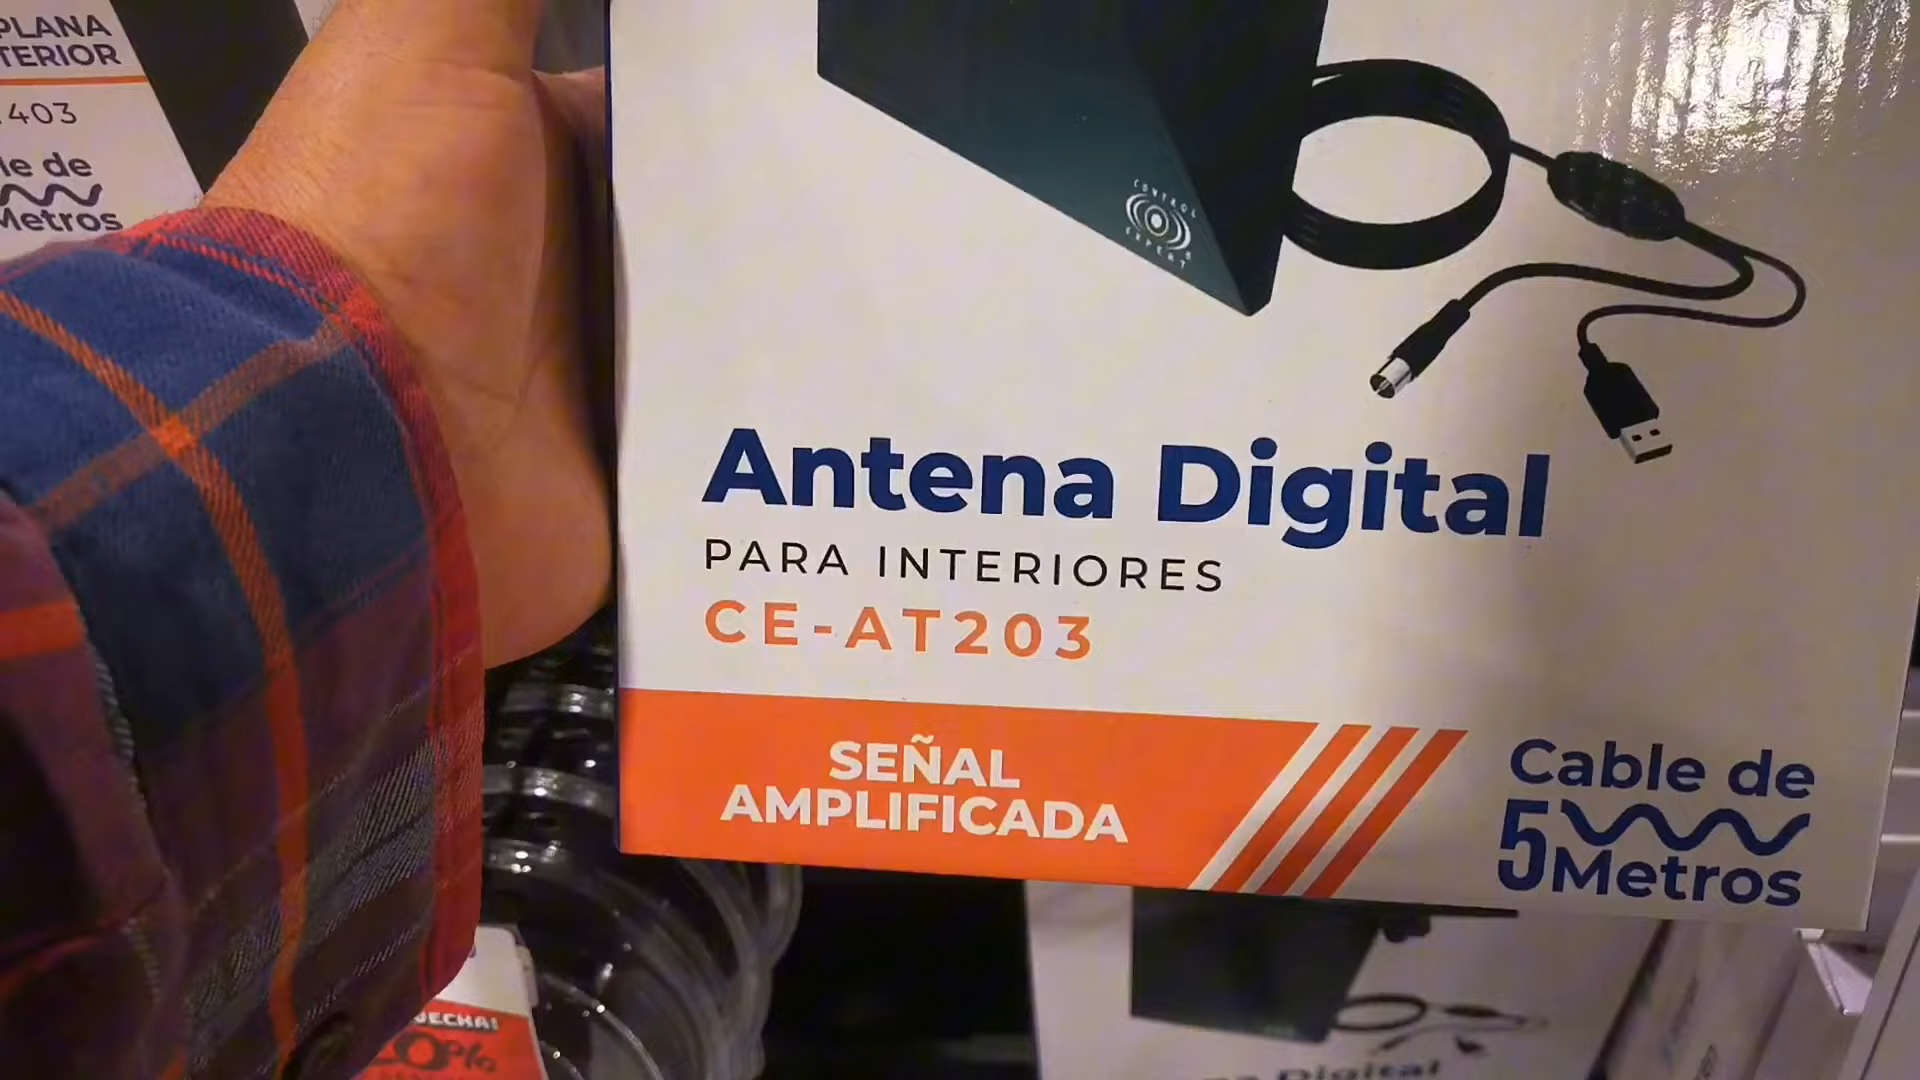 PLANA
TERIOR
403
le de
Metros
CONTROL
EXPERT
Antena Digital
PARA INTERIORES
CE-AT203
SEÑAL
AMPLIFICADA
Cable de
5
Metros
Digital